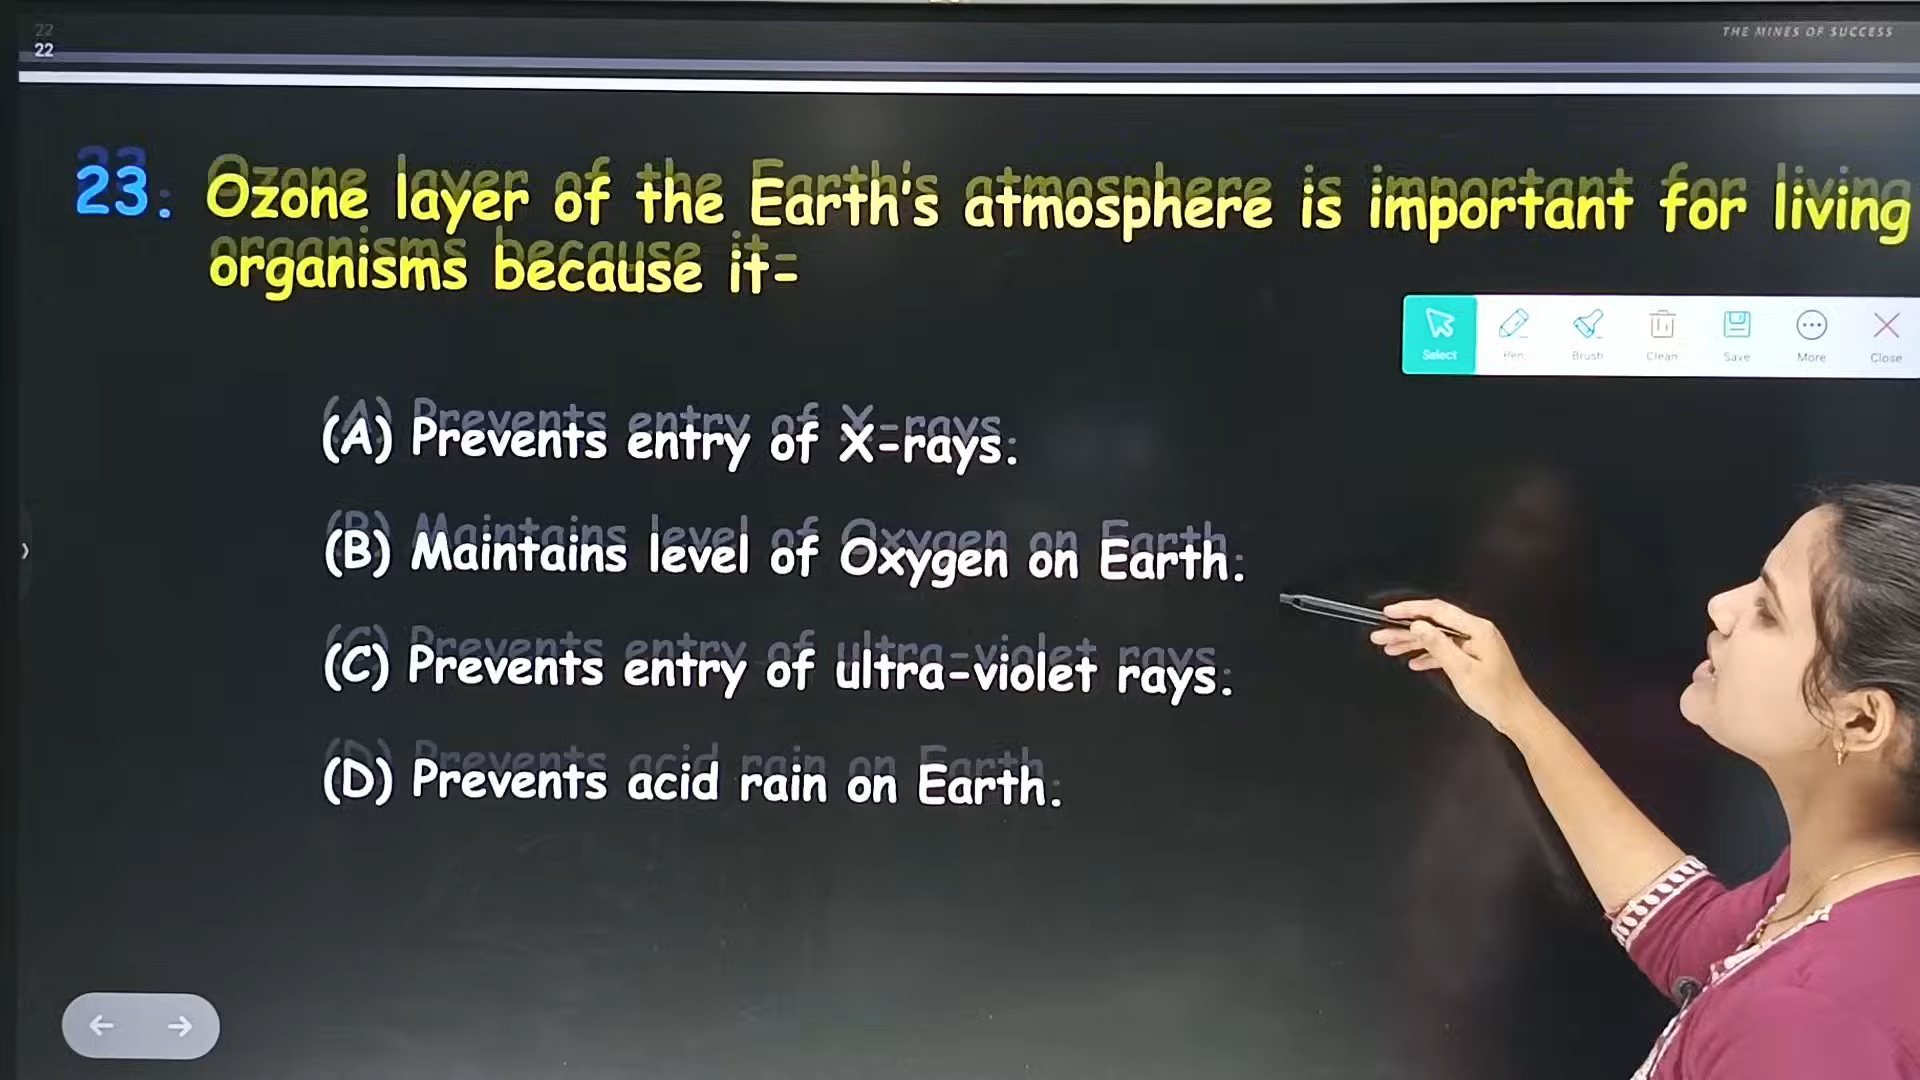 22
22
THE MINES OF SUCCESS
23. Ozone layer of the Earth's atmosphere is important for living
organisms because it-
Select Pen Brush Clean Save More Close
(A) Prevents entry of X-rays.
(B) Maintains level of Oxygen on Earth.
(C) Prevents entry of ultra-violet rays.
(D) Prevents acid rain on Earth.